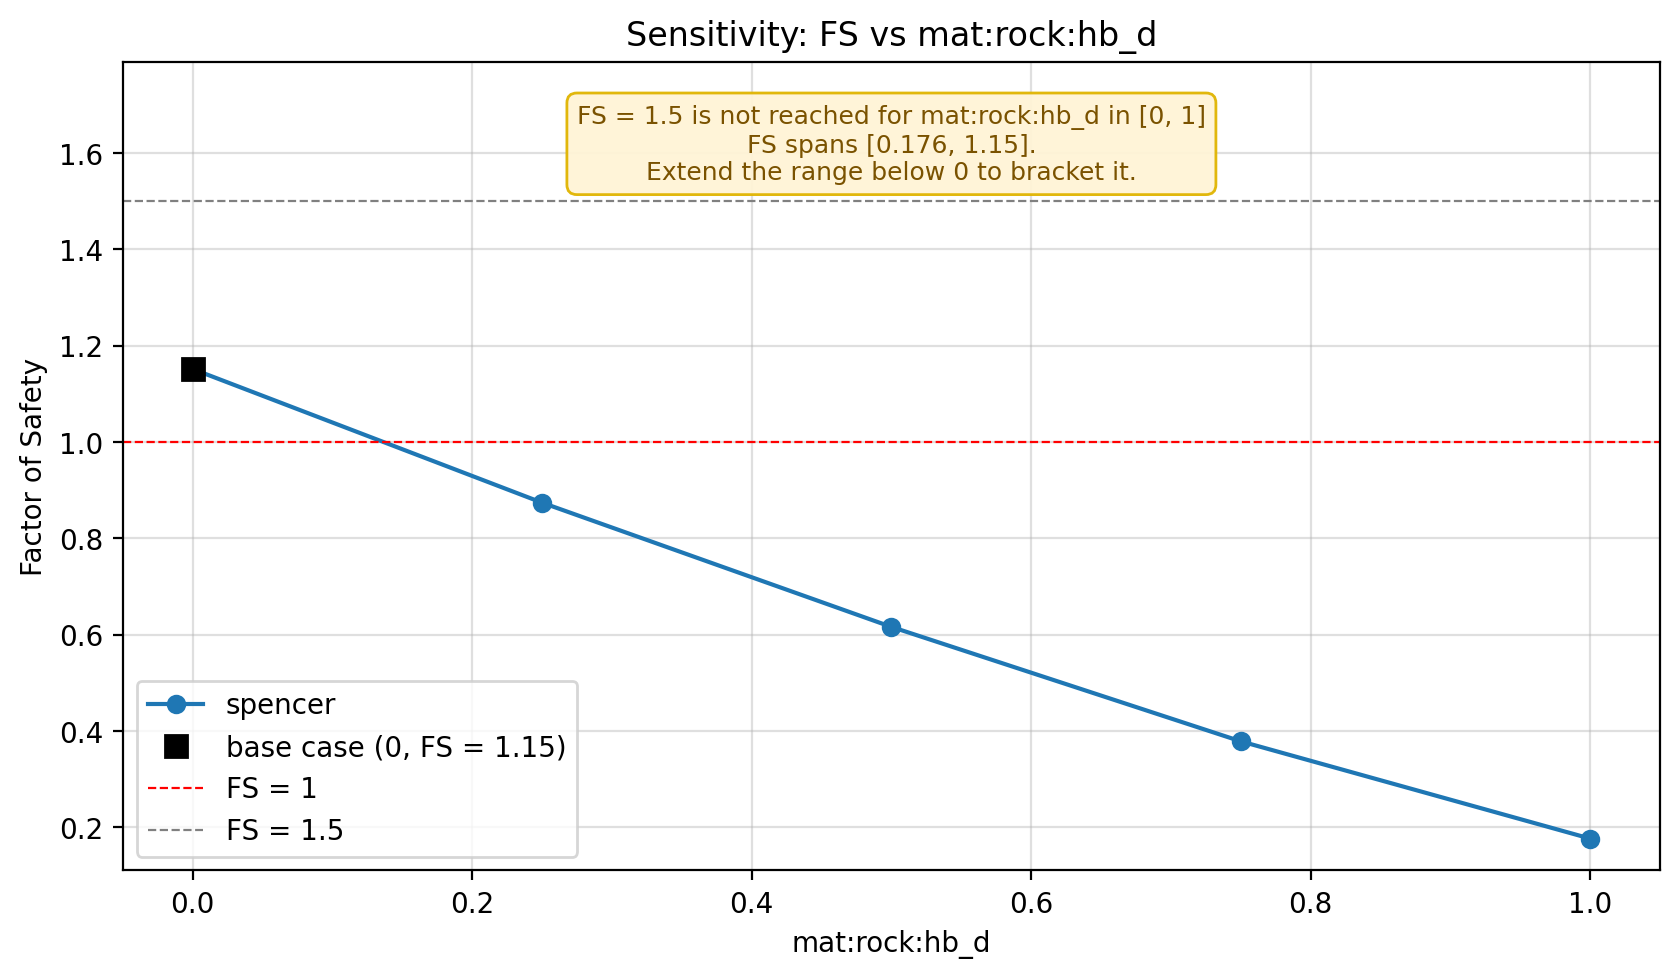 Sensitivity: FS vs mat:rock:hb_d
FS = 1.5 is not reached for mat:rock:hb_d in [0, 1]
FS spans [0.176, 1.15].
Extend the range below 0 to bracket it.
Factor of Safety
1.6
1.4
1.2
1.0
0.8
0.6
0.4
0.2
spencer
base case (0, FS = 1.15)
FS = 1
FS = 1.5
0.0
0.2
0.4
0.6
0.8
1.0
mat:rock:hb_d